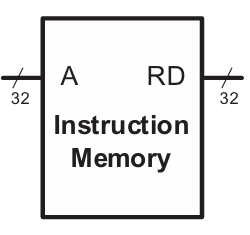 A RD
32 32
Instruction
Memory